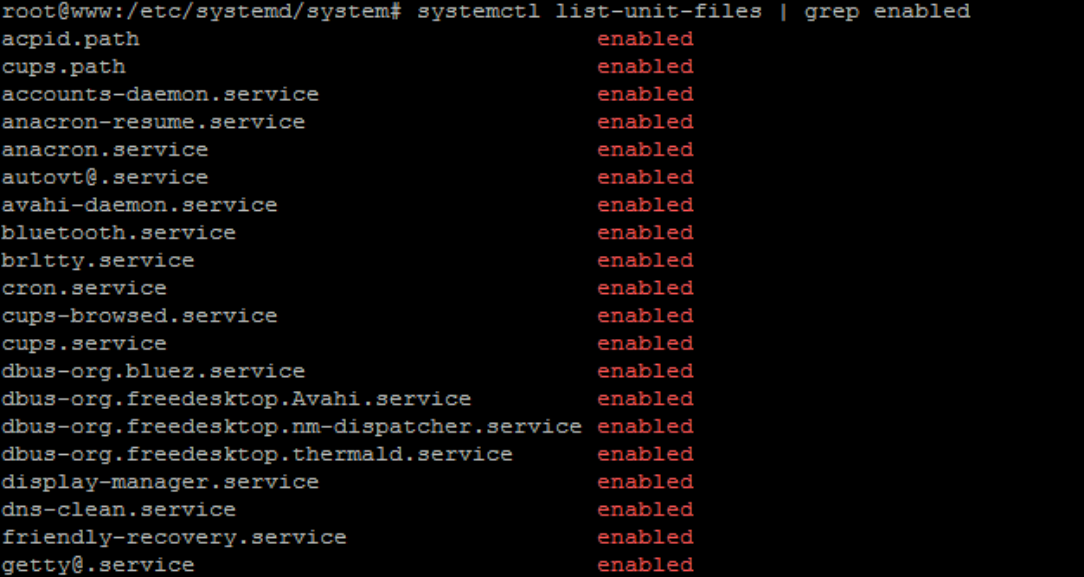 root@www:/etc/systemd/system# systemctl list-unit-files | grep enabled
acpid.path enabled
cups.path enabled
accounts-daemon.service enabled
anacron-resume.service enabled
anacron.service enabled
autovt@.service enabled
avahi-daemon.service enabled
bluetooth.service enabled
brltty.service enabled
cron.service enabled
cups-browsed.service enabled
cups.service enabled
dbus-org.bluez.service enabled
dbus-org.freedesktop.Avahi.service enabled
dbus-org.freedesktop.nm-dispatcher.service enabled
dbus-org.freedesktop.thermald.service enabled
display-manager.service enabled
dns-clean.service enabled
friendly-recovery.service enabled
getty@.service enabled